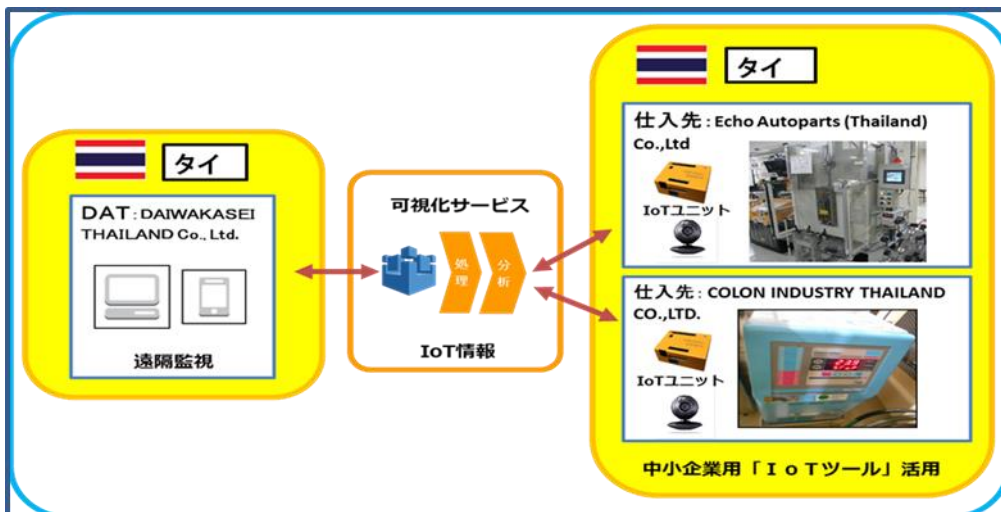 タイ
DAT:DAIWAKASEI
THAILAND Co., Ltd.
遠隔監視
可視化サービス
処理
分析
IoT情報
タイ
仕入先:Echo Autoparts (Thailand)
Co.,Ltd
IoTユニット
仕入先:COLON INDUSTRY THAILAND
CO.,LTD.
IoTユニット
中小企業用「IoTツール」活用